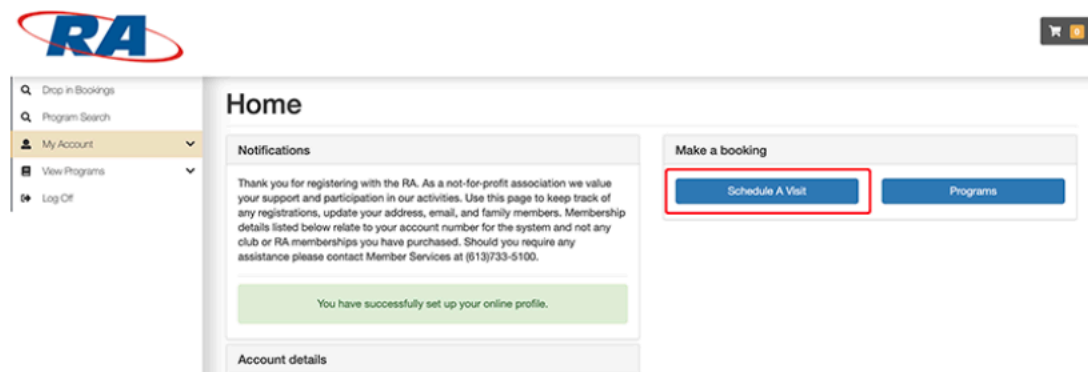 RA
0
Drop in Bookings
Program Search
My Account
View Programs
Log Off
Home
Notifications
Thank you for registering with the RA. As a not-for-profit association we value
your support and participation in our activities. Use this page to keep track of
any registrations, update your address, email, and family members. Membership
details listed below relate to your account number for the system and not any
club or RA memberships you have purchased. Should you require any
assistance please contact Member Services at (613)733-5100.
You have successfully set up your online profile.
Account details
Make a booking
Schedule A Visit
Programs